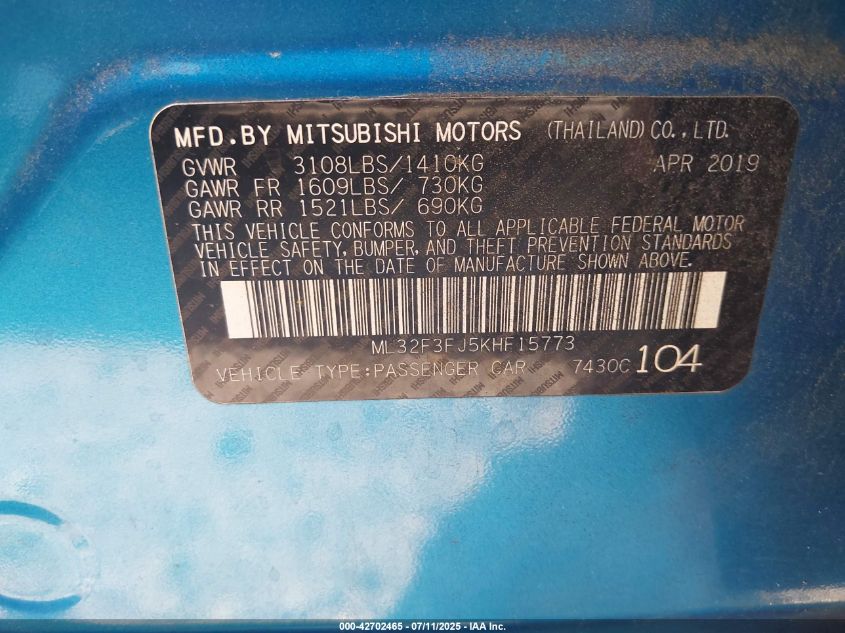 MFD.BY MITSUBISHI MOTORS (THAILAND) CO.,LTD.
GVWR 3108LBS/1410KG APR 2019
GAWR FR 1609LBS/ 730KG
GAWR RR 1521LBS/ 690KG
THIS VEHICLE CONFORMS TO ALL APPLICABLE FEDERAL MOTOR
VEHICLE SAFETY, BUMPER, AND THEFT PREVENTION STANDARDS
IN EFFECT ON THE DATE OF MANUFACTURE SHOWN ABOVE.
ML32F3FJ5KHF15773
VEHICLE TYPE:PASSENGER CAR 7430C 104
000-42702465 - 07/11/2025 - IAA Inc.